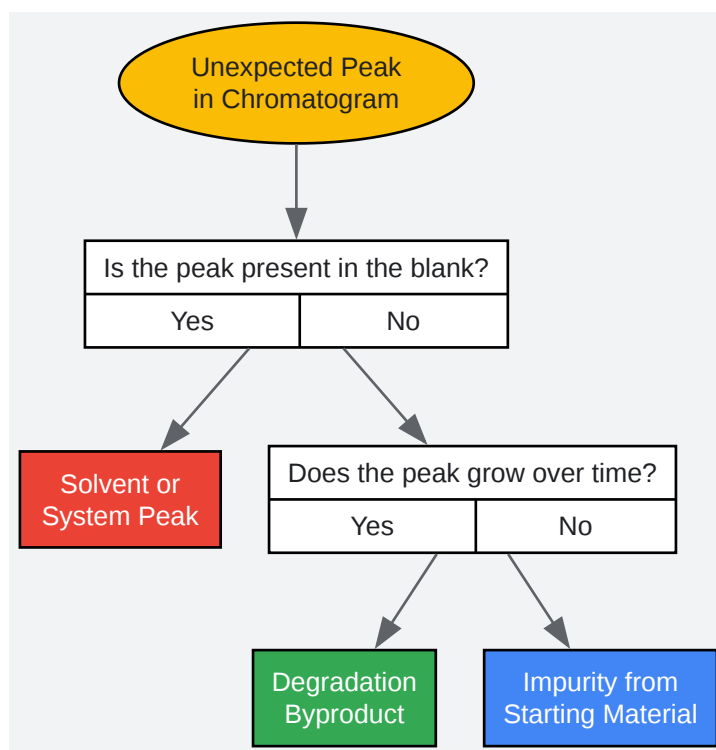 Unexpected Peak
in Chromatogram
Is the peak present in the blank?
Yes
No
Solvent or
System Peak
Does the peak grow over time?
Yes
No
Degradation
Byproduct
Impurity from
Starting Material